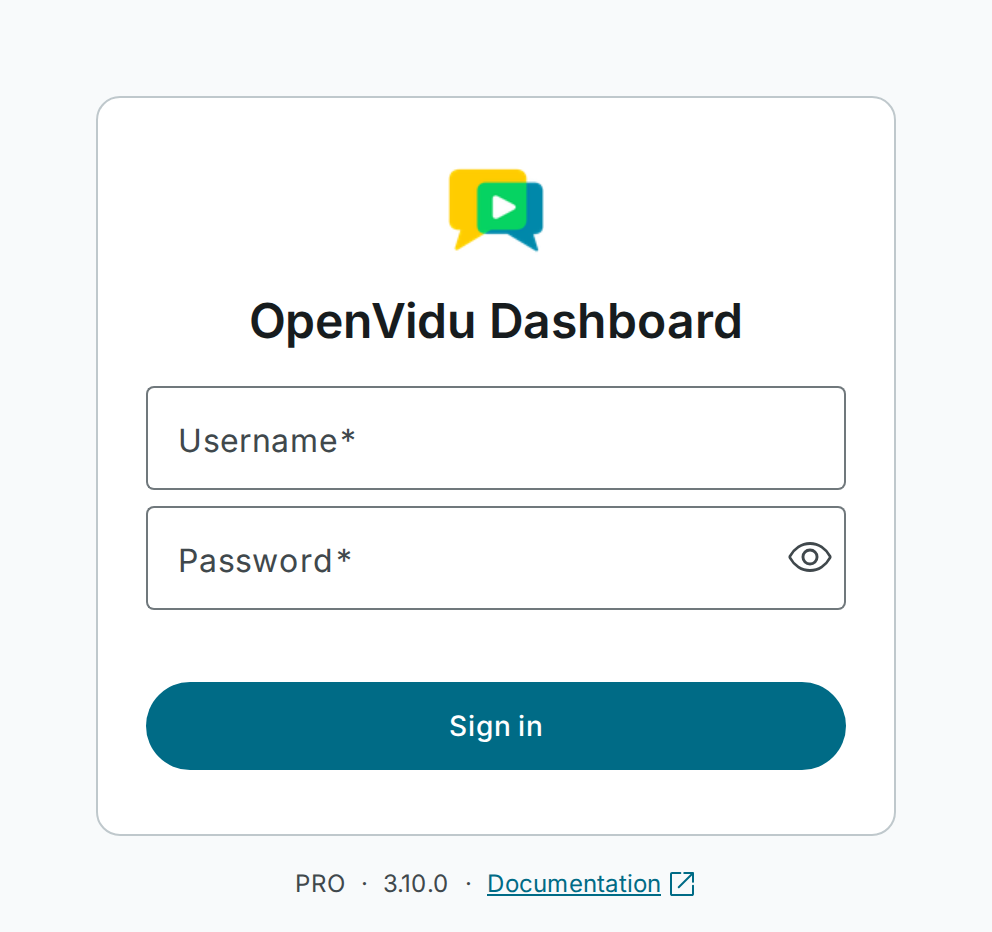 OpenVidu Dashboard
Username*
Password*
Sign in
PRO · 3.10.0 · Documentation